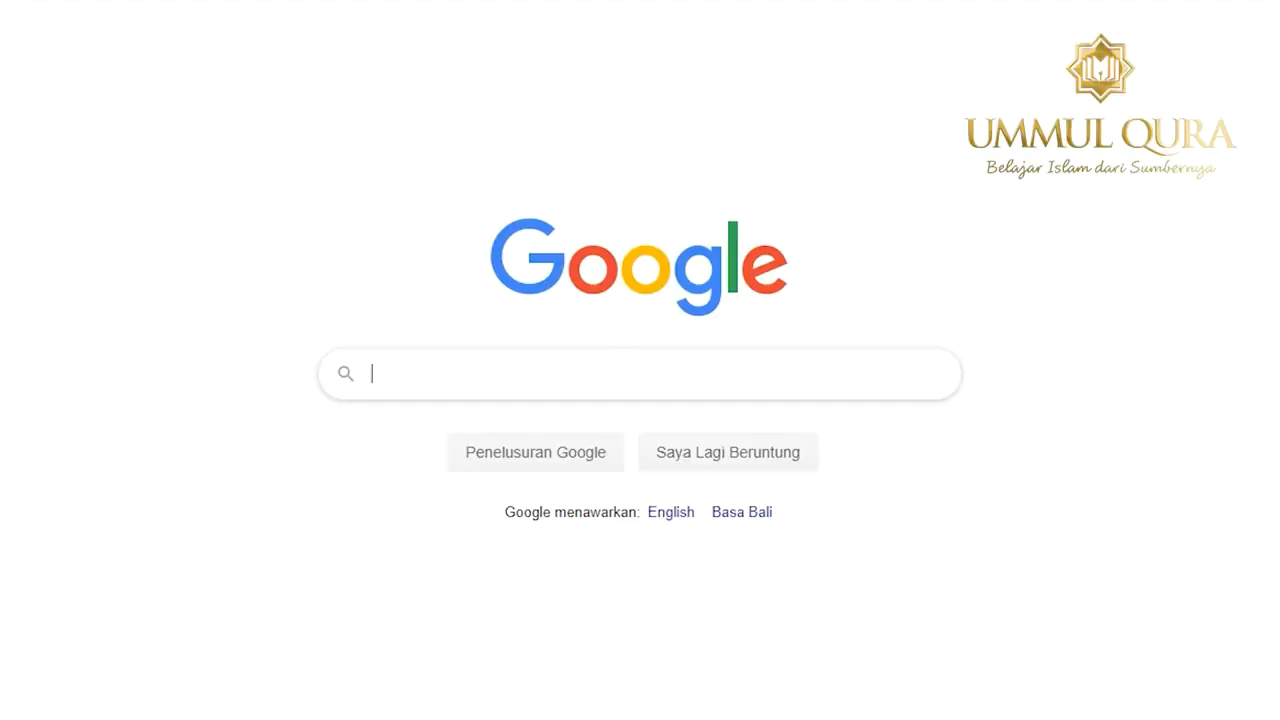 UMMUL QURA
Belajar Islam dari Sumbernya
Google
Penelusuran Google
Saya Lagi Beruntung
Google menawarkan: English Basa Bali